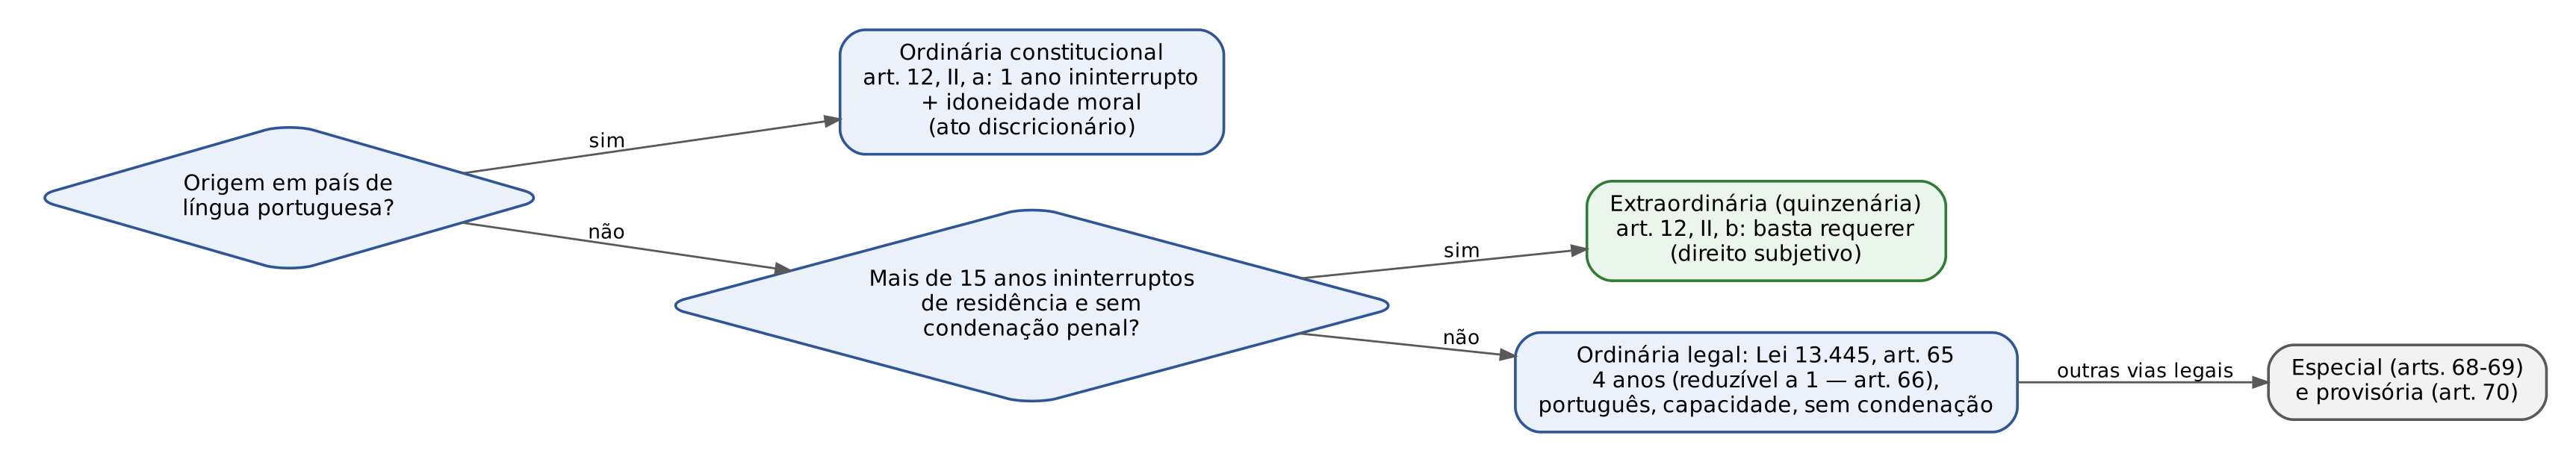 Origem em país de
língua portuguesa?
sim
não
Ordinária constitucional
art. 12, II, a: 1 ano ininterrupto
+ idoneidade moral
(ato discricionário)
Mais de 15 anos ininterruptos
de residência e sem
condenação penal?
sim
não
Extraordinária (quinzenária)
art. 12, II, b: basta requerer
(direito subjetivo)
Ordinária legal: Lei 13.445, art. 65
4 anos (reduzível a 1 — art. 66),
português, capacidade, sem condenação
outras vias legais
Especial (arts. 68-69)
e provisória (art. 70)